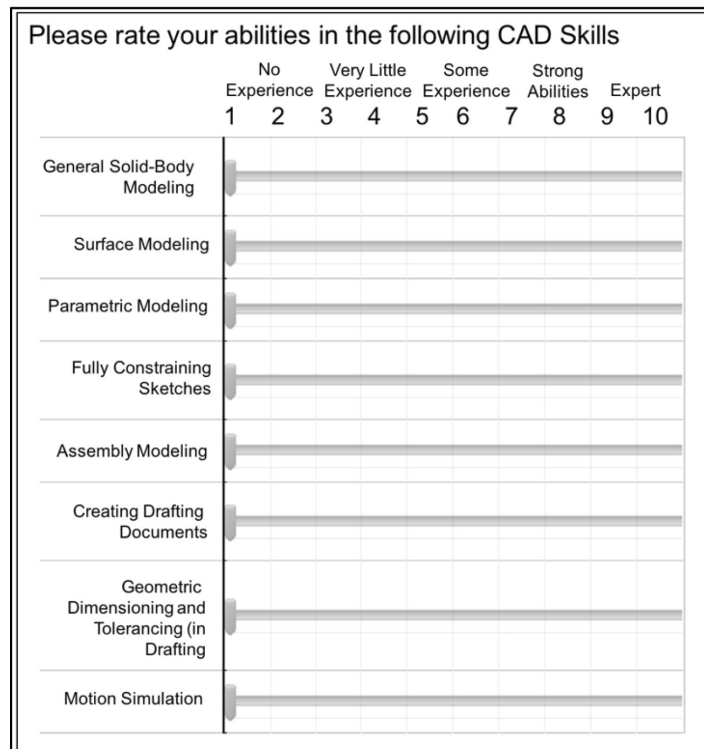 Please rate your abilities in the following CAD Skills
No Very Little Some Strong
Experience Experience Experience Abilities Expert
1 2 3 4 5 6 7 8 9 10
General Solid-Body
Modeling
Surface Modeling
Parametric Modeling
Fully Constraining
Sketches
Assembly Modeling
Creating Drafting
Documents
Geometric
Dimensioning and
Tolerancing (in
Drafting
Motion Simulation